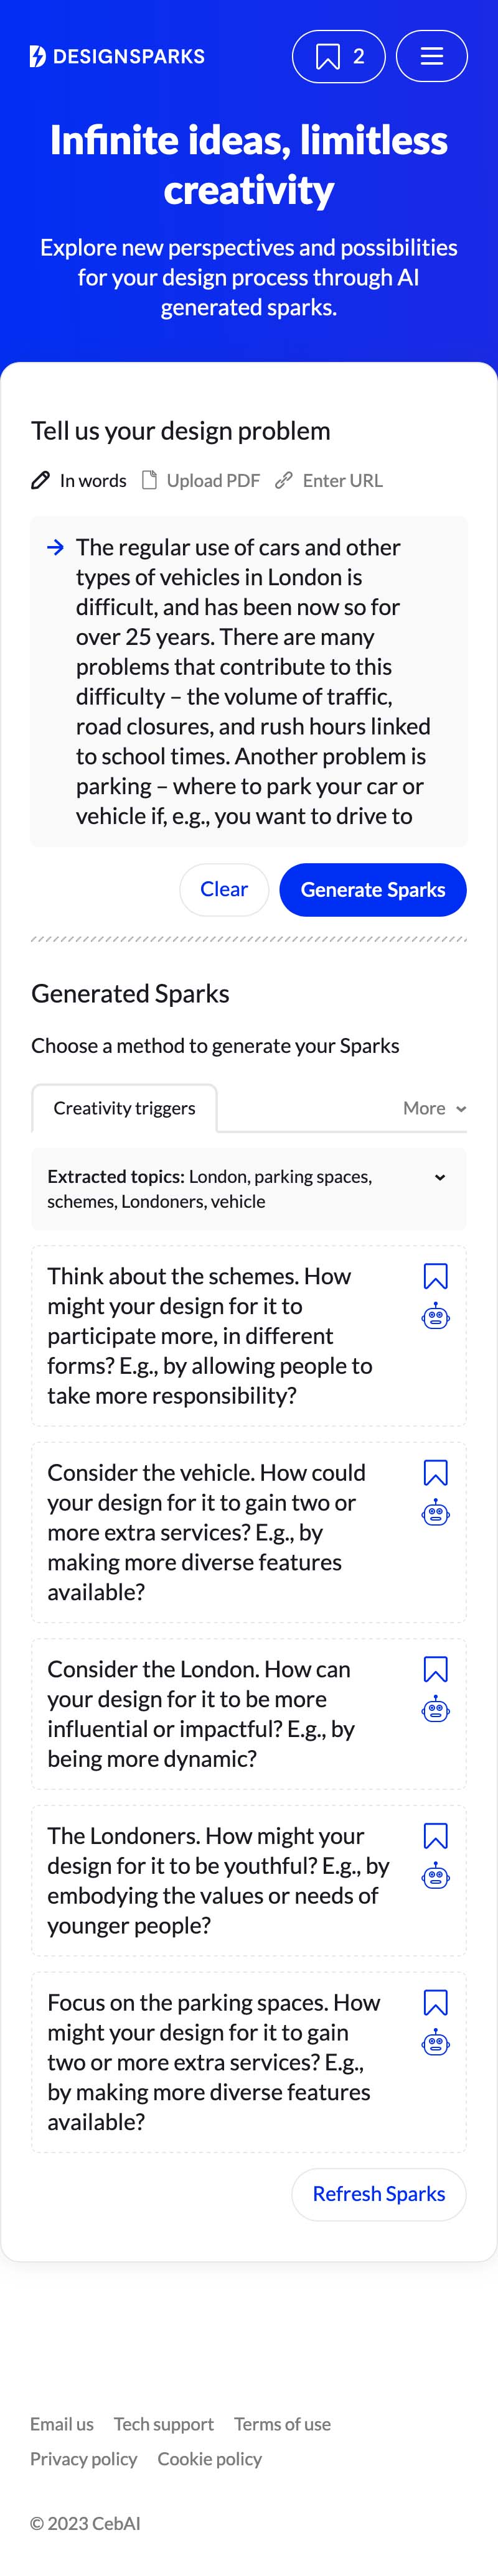 DESIGNSPARKS
2
Infinite ideas, limitless
creativity
Explore new perspectives and possibilities
for your design process through AI
generated sparks.
Tell us your design problem
In words Upload PDF Enter URL
The regular use of cars and other
types of vehicles in London is
difficult, and has been now so for
over 25 years. There are many
problems that contribute to this
difficulty – the volume of traffic,
road closures, and rush hours linked
to school times. Another problem is
parking – where to park your car or
vehicle if, e.g., you want to drive to
Clear Generate Sparks
Generated Sparks
Choose a method to generate your Sparks
Creativity triggers More
Extracted topics: London, parking spaces,
schemes, Londoners, vehicle
Think about the schemes. How
might your design for it to
participate more, in different
forms? E.g., by allowing people to
take more responsibility?
Consider the vehicle. How could
your design for it to gain two or
more extra services? E.g., by
making more diverse features
available?
Consider the London. How can
your design for it to be more
influential or impactful? E.g., by
being more dynamic?
The Londoners. How might your
design for it to be youthful? E.g., by
embodying the values or needs of
younger people?
Focus on the parking spaces. How
might your design for it to gain
two or more extra services? E.g.,
by making more diverse features
available?
Refresh Sparks
Email us Tech support Terms of use
Privacy policy Cookie policy
© 2023 CebAI